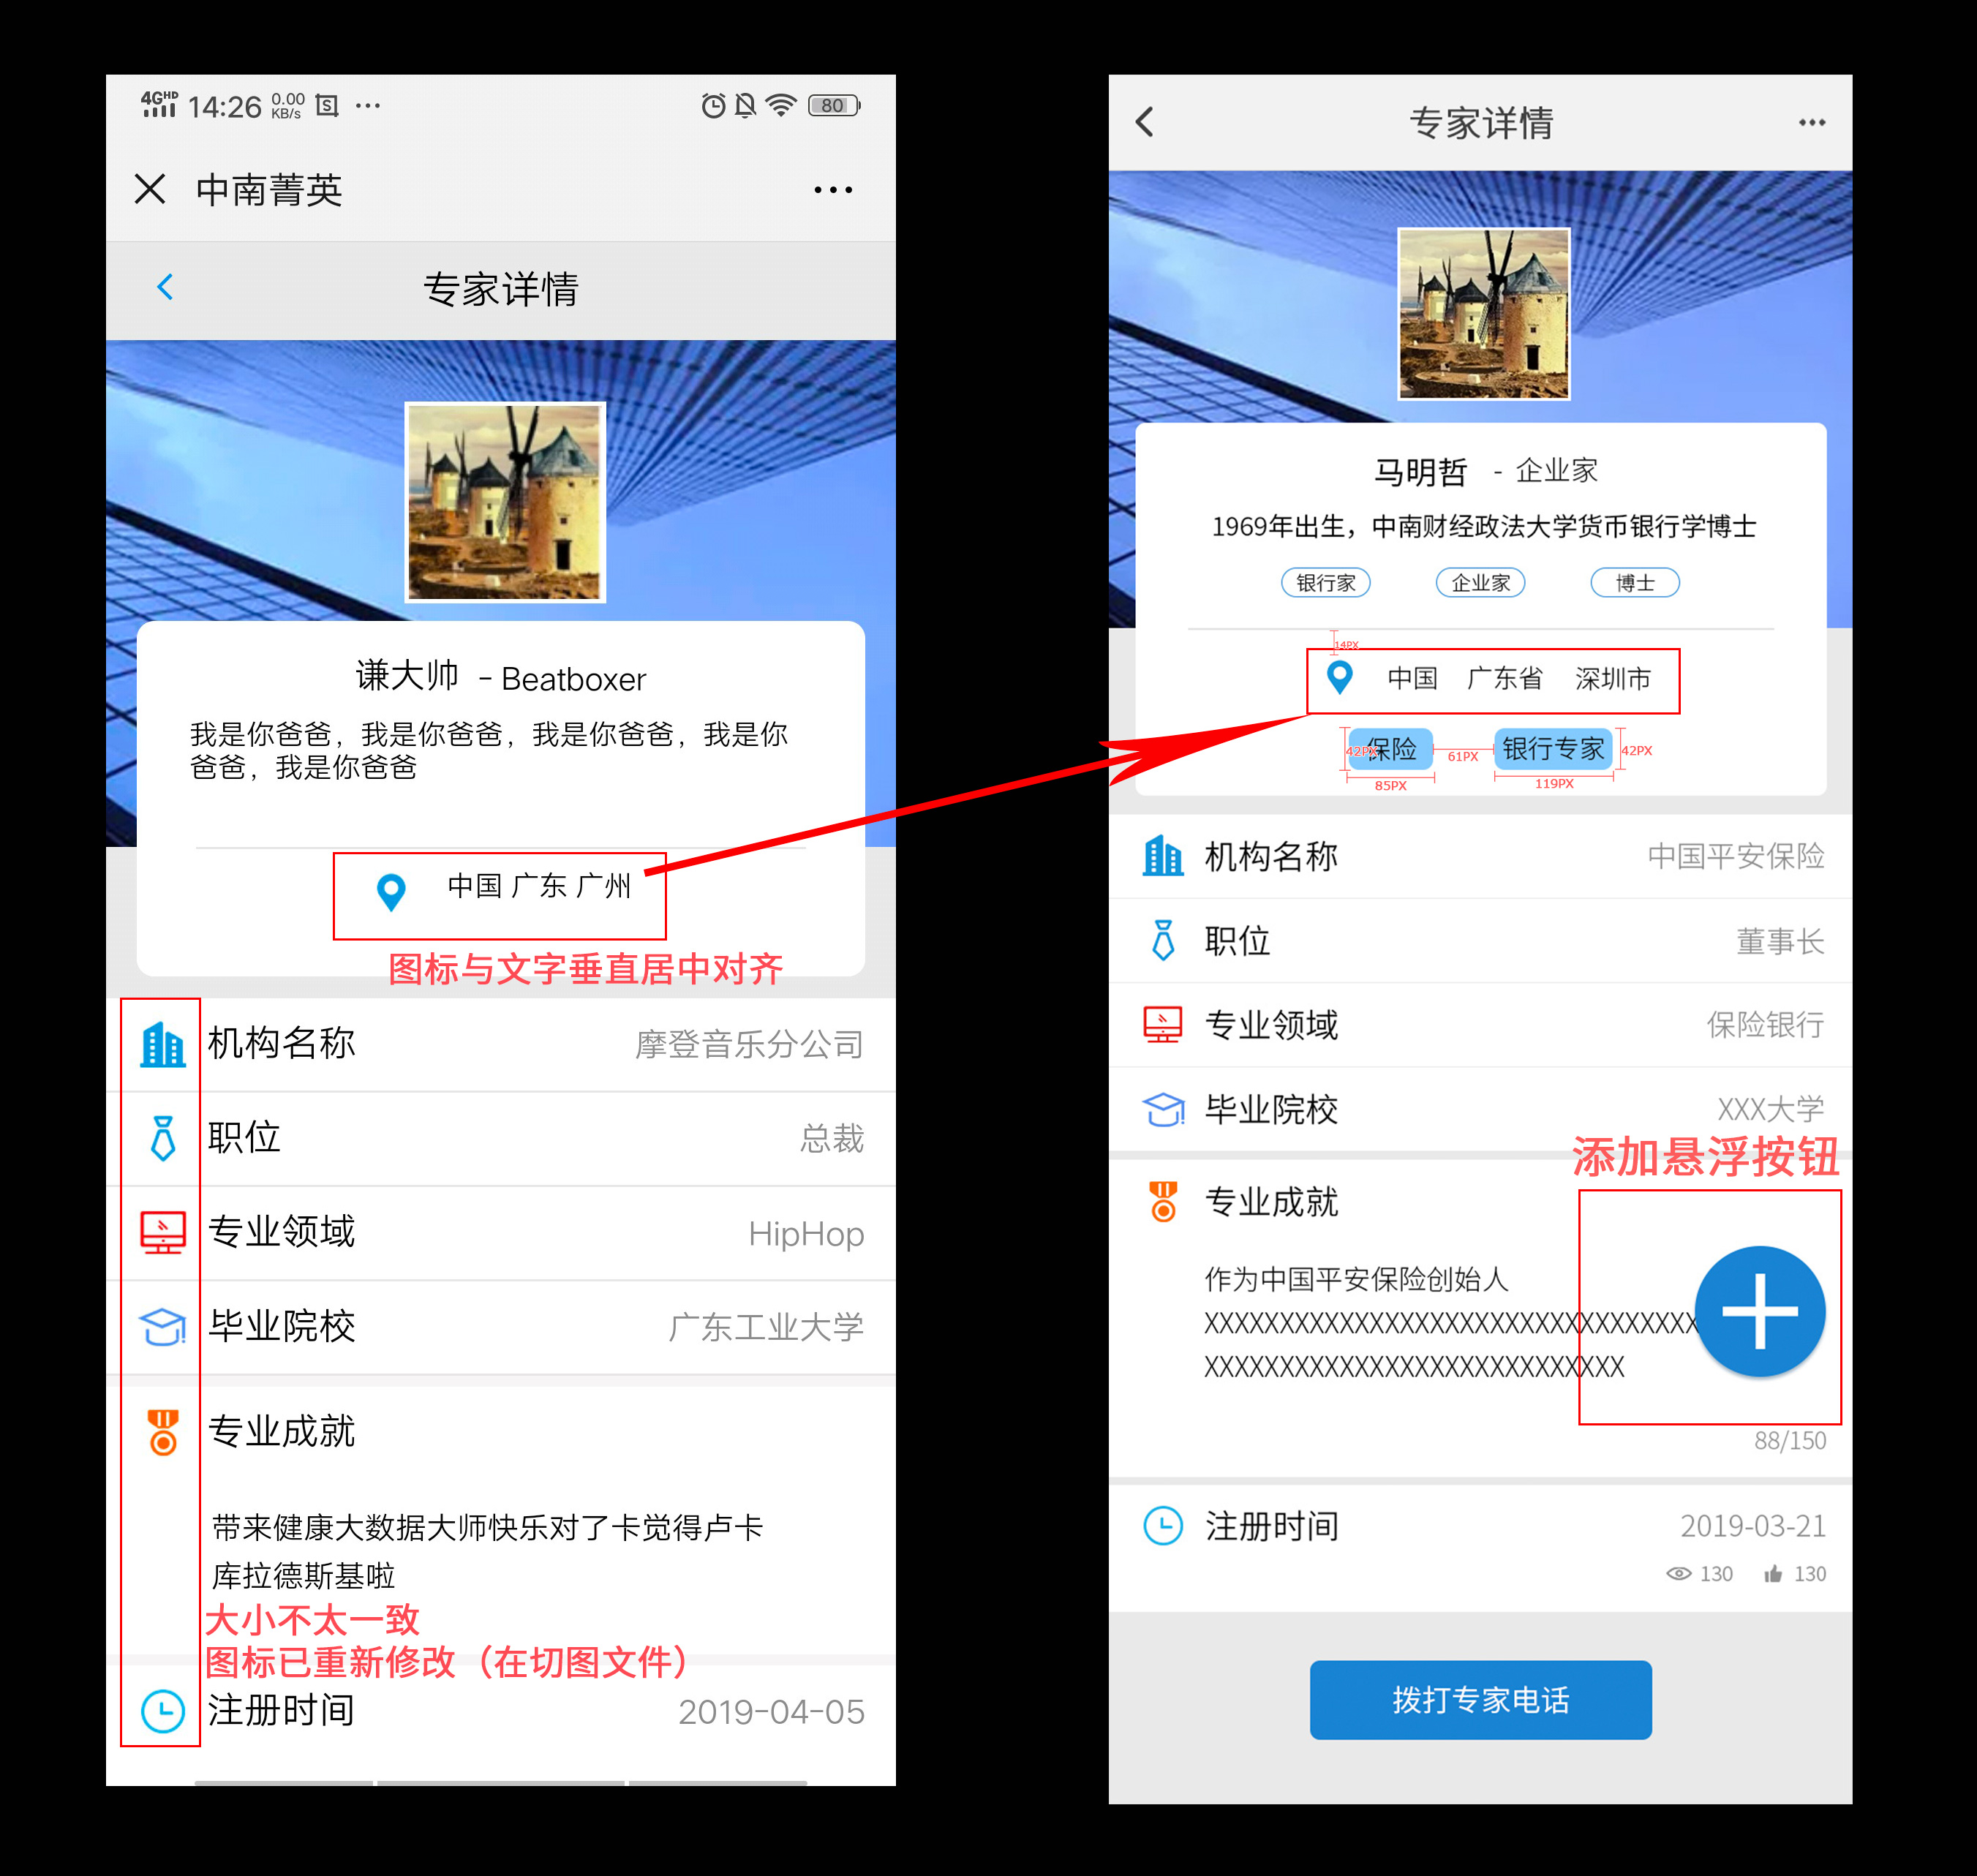 4GHD 14:26 0.00 KB/s S ··· 80
中南菁英
专家详情
谦大帅 - Beatboxer
我是你爸爸，我是你爸爸，我是你爸爸，我是你
爸爸，我是你爸爸
中国 广东 广州
图标与文字垂直居中对齐
机构名称 摩登音乐分公司
职位 总裁
专业领域 HipHop
毕业院校 广东工业大学
专业成就
带来健康大数据大师快乐对了卡觉得卢卡
库拉德斯基啦
大小不太一致
图标已重新修改（在切图文件）
注册时间 2019-04-05
专家详情
马明哲 - 企业家
1969年出生，中南财经政法大学货币银行学博士
银行家 企业家 博士
14PX
中国 广东省 深圳市
42PX 保险 61PX 银行专家 42PX
85PX 119PX
机构名称 中国平安保险
职位 董事长
专业领域 保险银行
毕业院校 XXX大学
添加悬浮按钮
专业成就
作为中国平安保险创始人
XXXXXXXXXXXXXXXXXXXXXXXXXXXXXXXXX
XXXXXXXXXXXXXXXXXXXXXXXXXXXX
88/150
注册时间 2019-03-21
130 130
拨打专家电话